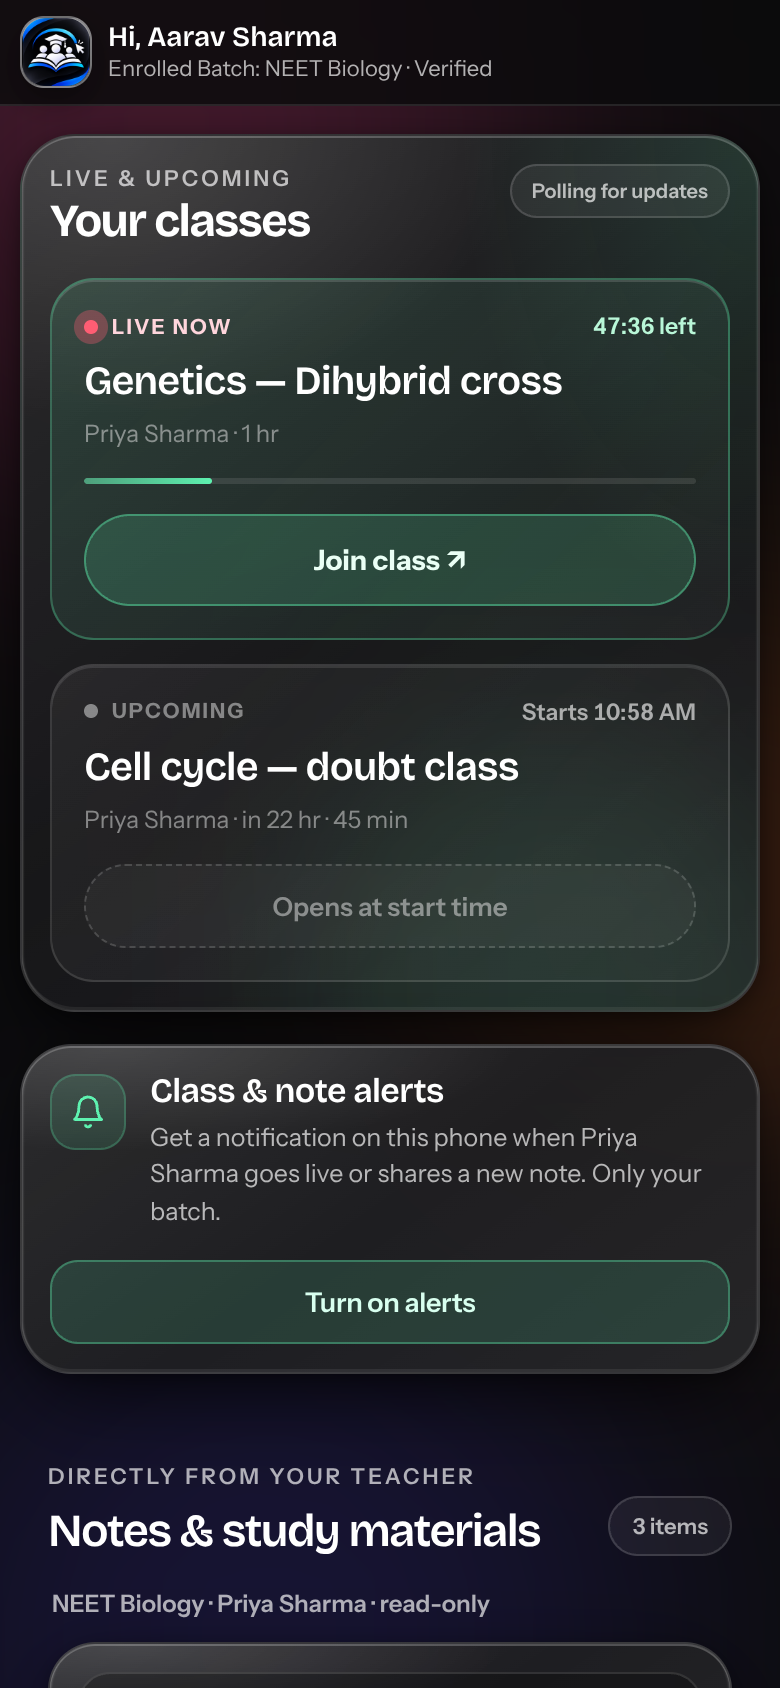 Hi, Aarav Sharma
Enrolled Batch: NEET Biology · Verified
LIVE & UPCOMING
Your classes
Polling for updates
LIVE NOW
47:36 left
Genetics — Dihybrid cross
Priya Sharma · 1 hr
Join class ↗
UPCOMING
Starts 10:58 AM
Cell cycle — doubt class
Priya Sharma · in 22 hr · 45 min
Opens at start time
Class & note alerts
Get a notification on this phone when Priya
Sharma goes live or shares a new note. Only your
batch.
Turn on alerts
DIRECTLY FROM YOUR TEACHER
Notes & study materials
3 items
NEET Biology · Priya Sharma · read-only